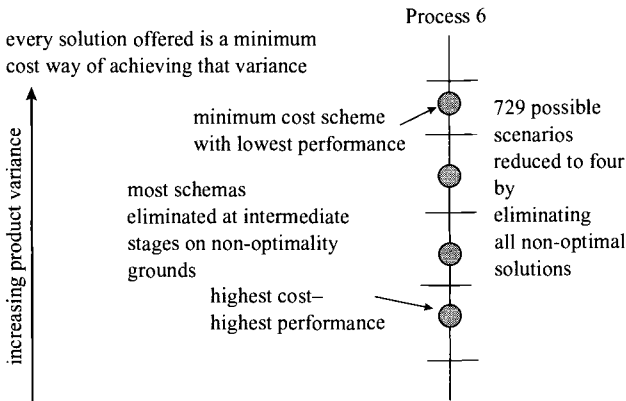 Process 6
every solution offered is a minimum
cost way of achieving that variance
increasing product variance
minimum cost scheme
with lowest performance
729 possible
scenarios
reduced to four
by
eliminating
all non-optimal
solutions
most schemas
eliminated at intermediate
stages on non-optimality
grounds
highest cost–
highest performance